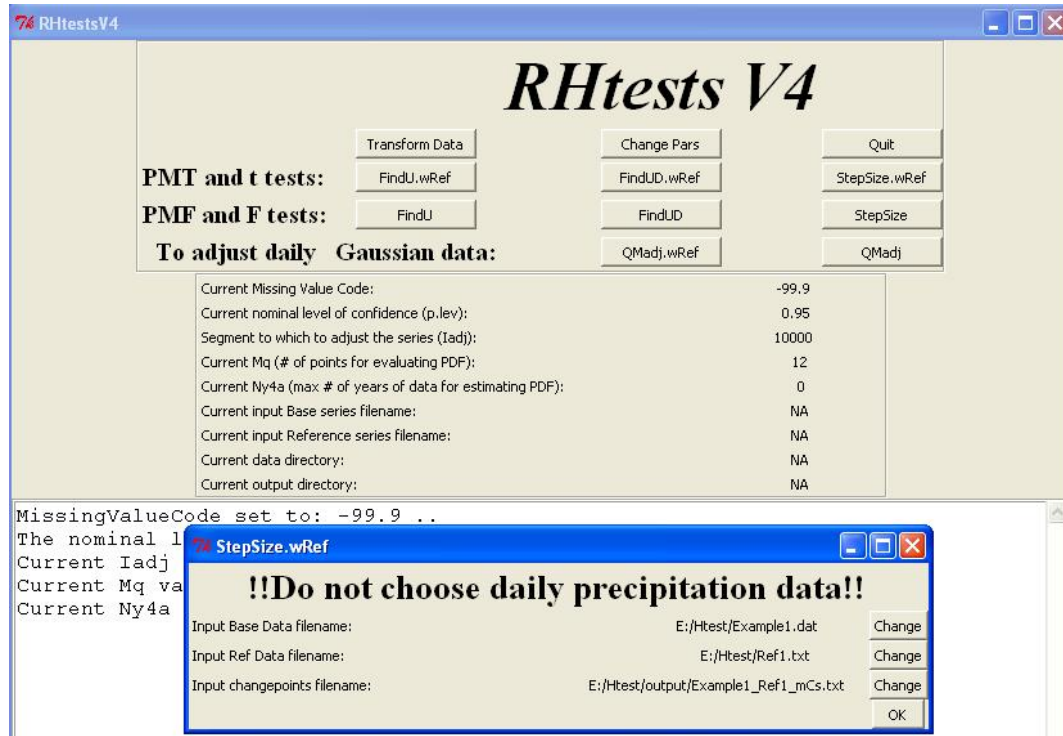 RHtestsV4
RHtests V4
Transform Data Change Pars Quit
PMT and t tests: FindU.wRef FindUD.wRef StepSize.wRef
PMF and F tests: FindU FindUD StepSize
To adjust daily Gaussian data: QMadj.wRef QMadj
Current Missing Value Code: -99.9
Current nominal level of confidence (p.lev): 0.95
Segment to which to adjust the series (Iadj): 10000
Current Mq (# of points for evaluating PDF): 12
Current Ny4a (max # of years of data for estimating PDF): 0
Current input Base series filename: NA
Current input Reference series filename: NA
Current data directory: NA
Current output directory: NA
MissingValueCode set to: -99.9 ..
The nominal l
Current Iadj
Current Mq va
Current Ny4a
StepSize.wRef
!!Do not choose daily precipitation data!!
Input Base Data filename: E:/Htest/Example1.dat Change
Input Ref Data filename: E:/Htest/Ref1.txt Change
Input changepoints filename: E:/Htest/output/Example1_Ref1_mCs.txt Change
OK